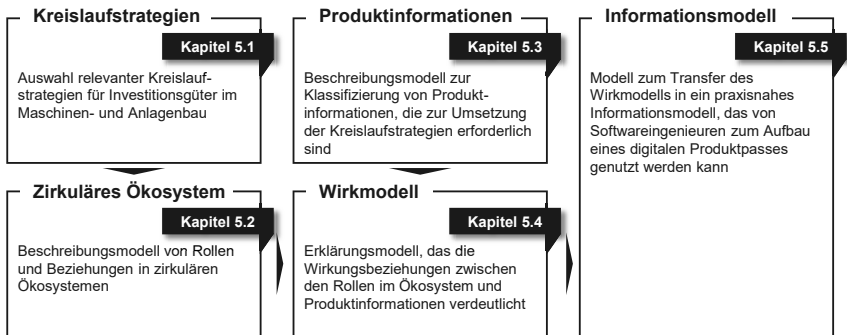 Kreislaufstrategien
Kapitel 5.1
Auswahl relevanter Kreislauf-
strategien für Investitionsgüter im
Maschinen- und Anlagenbau
Zirkuläres Ökosystem
Kapitel 5.2
Beschreibungsmodell von Rollen
und Beziehungen in zirkulären
Ökosystemen
Produktinformationen
Kapitel 5.3
Beschreibungsmodell zur
Klassifizierung von Produkt-
informationen, die zur Umsetzung
der Kreislaufstrategien erforderlich
sind
Wirkmodell
Kapitel 5.4
Erklärungsmodell, das die
Wirkungsbeziehungen zwischen
den Rollen im Ökosystem und
Produktinformationen verdeutlicht
Informationsmodell
Kapitel 5.5
Modell zum Transfer des
Wirkmodells in ein praxisnahes
Informationsmodell, das von
Softwareingenieuren zum Aufbau
eines digitalen Produktpasses
genutzt werden kann